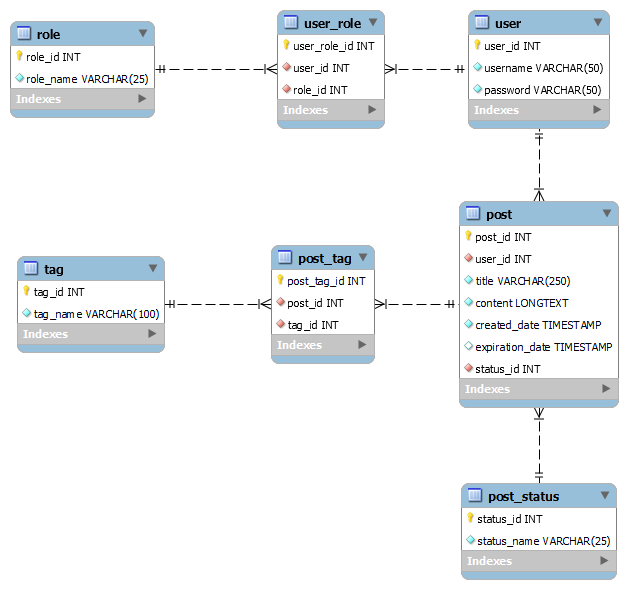 role
role_id INT
role_name VARCHAR(25)
Indexes
user_role
user_role_id INT
user_id INT
role_id INT
Indexes
user
user_id INT
username VARCHAR(50)
password VARCHAR(50)
Indexes
tag
tag_id INT
tag_name VARCHAR(100)
Indexes
post_tag
post_tag_id INT
post_id INT
tag_id INT
Indexes
post
post_id INT
user_id INT
title VARCHAR(250)
content LONGTEXT
created_date TIMESTAMP
expiration_date TIMESTAMP
status_id INT
Indexes
post_status
status_id INT
status_name VARCHAR(25)
Indexes